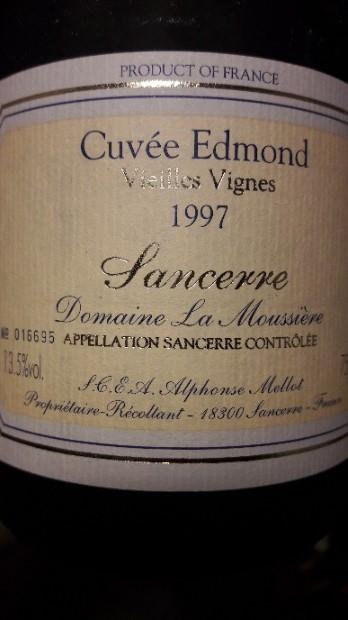 PRODUCT OF FRANCE
Cuvée Edmond
Vieilles Vignes
1997
Sancerre
Domaine La Moussière
Nº 016695 APPELLATION SANCERRE CONTRÔLÉE
13.5%vol.
S.C.E.A. Alphonse Mellot
Propriétaire-Récoltant - 18300 Sancerre - France